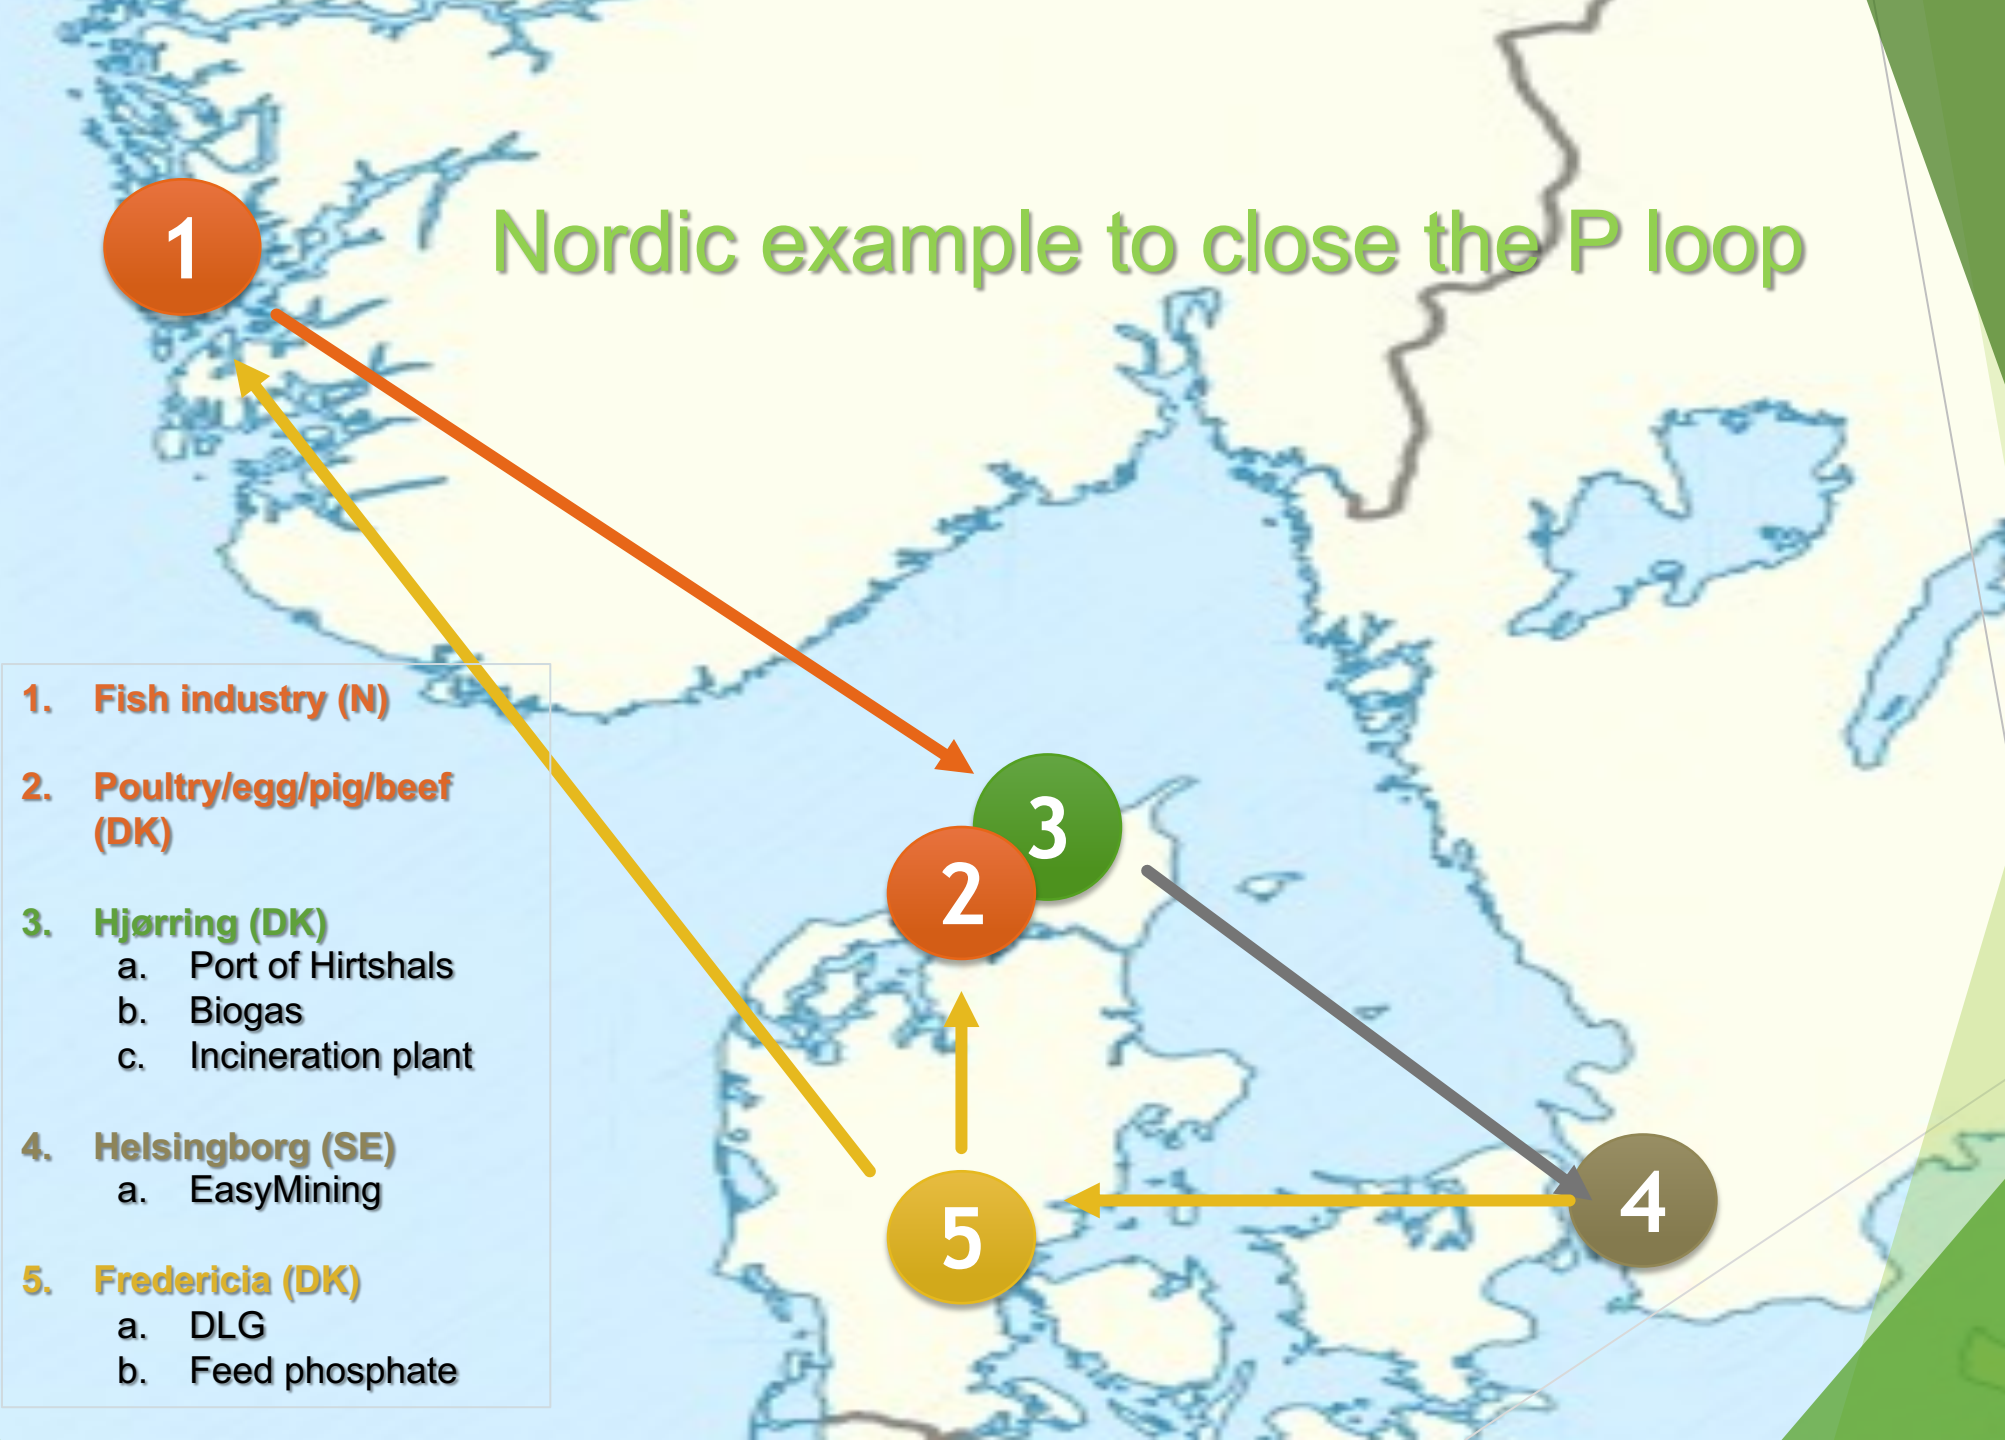 Nordic example to close the P loop
1
3
2
5
4
1. Fish industry (N)
2. Poultry/egg/pig/beef
(DK)
3. Hjørring (DK)
a. Port of Hirtshals
b. Biogas
c. Incineration plant
4. Helsingborg (SE)
a. EasyMining
5. Fredericia (DK)
a. DLG
b. Feed phosphate